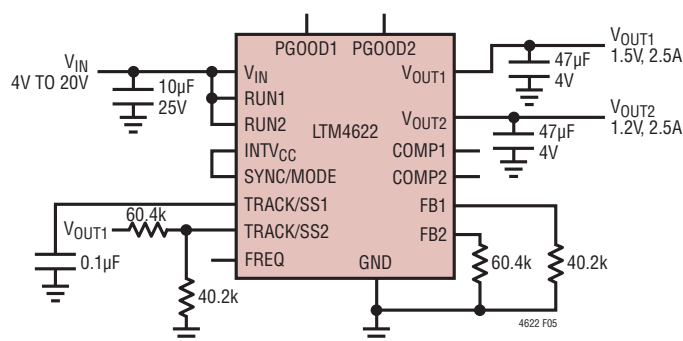 PGOOD1 PGOOD2
VIN
4V TO 20V
10µF
25V
VIN
RUN1
RUN2
INTVCC
SYNC/MODE
TRACK/SS1
TRACK/SS2
FREQ
LTM4622
GND
VOUT1
VOUT2
COMP1
COMP2
FB1
FB2
47µF
4V
VOUT1
1.5V, 2.5A
47µF
4V
VOUT2
1.2V, 2.5A
VOUT1
60.4k
0.1µF
40.2k
60.4k
40.2k
4622 F05